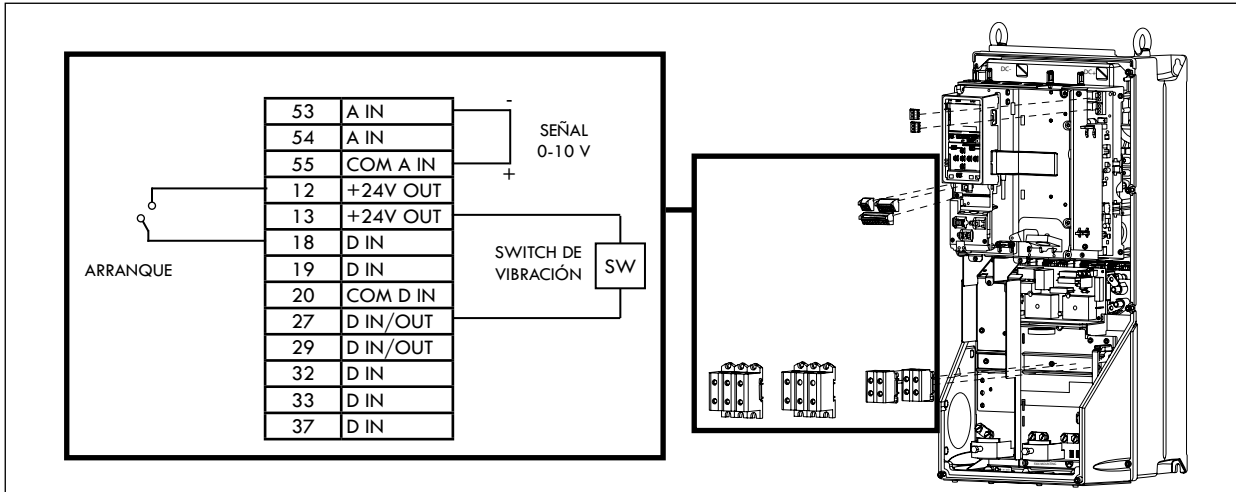 53 A IN
54 A IN
55 COM A IN
12 +24V OUT
13 +24V OUT
18 D IN
19 D IN
20 COM D IN
27 D IN/OUT
29 D IN/OUT
32 D IN
33 D IN
37 D IN
-
SEÑAL
0-10 V
+
ARRANQUE
SWITCH DE
VIBRACIÓN
SW
DC-
DC+